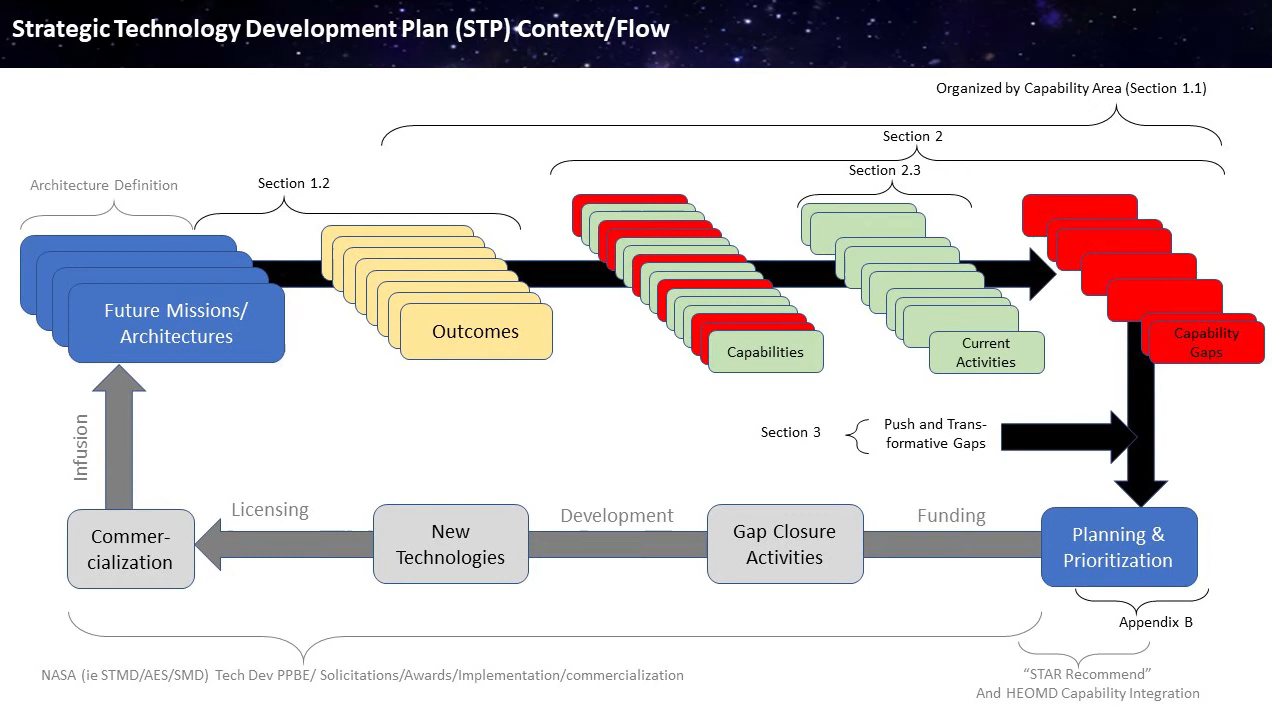 Strategic Technology Development Plan (STP) Context/Flow
Organized by Capability Area (Section 1.1)
Section 2
Section 2.3
Architecture Definition
Section 1.2
Future Missions/
Architectures
Outcomes
Capabilities
Current
Activities
Capability
Gaps
Section 3
Push and Trans-
formative Gaps
Infusion
Licensing
Development
Funding
Commer-
cialization
New
Technologies
Gap Closure
Activities
Planning &
Prioritization
Appendix B
NASA (ie STMD/AES/SMD) Tech Dev PPBE/ Solicitations/Awards/Implementation/commercialization
“STAR Recommend”
And HEOMD Capability Integration